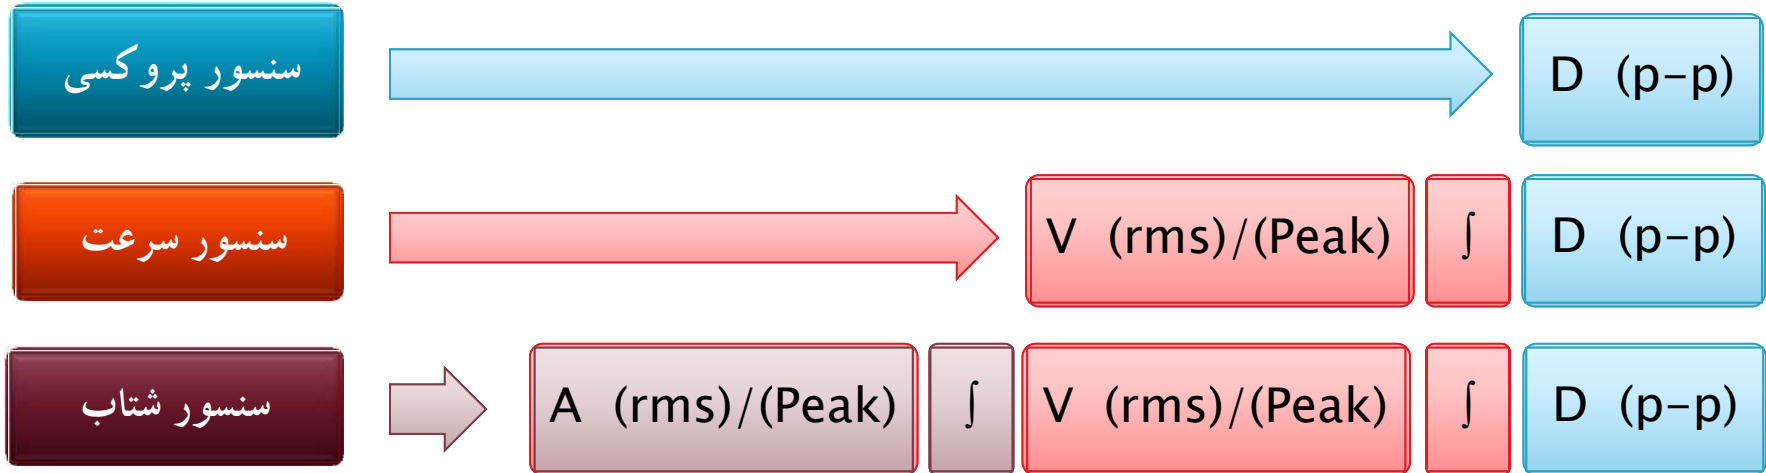 سنسور پروکسی
D (p-p)
سنسور سرعت
V (rms)/(Peak)
∫
D (p-p)
سنسور شتاب
A (rms)/(Peak)
∫
V (rms)/(Peak)
∫
D (p-p)